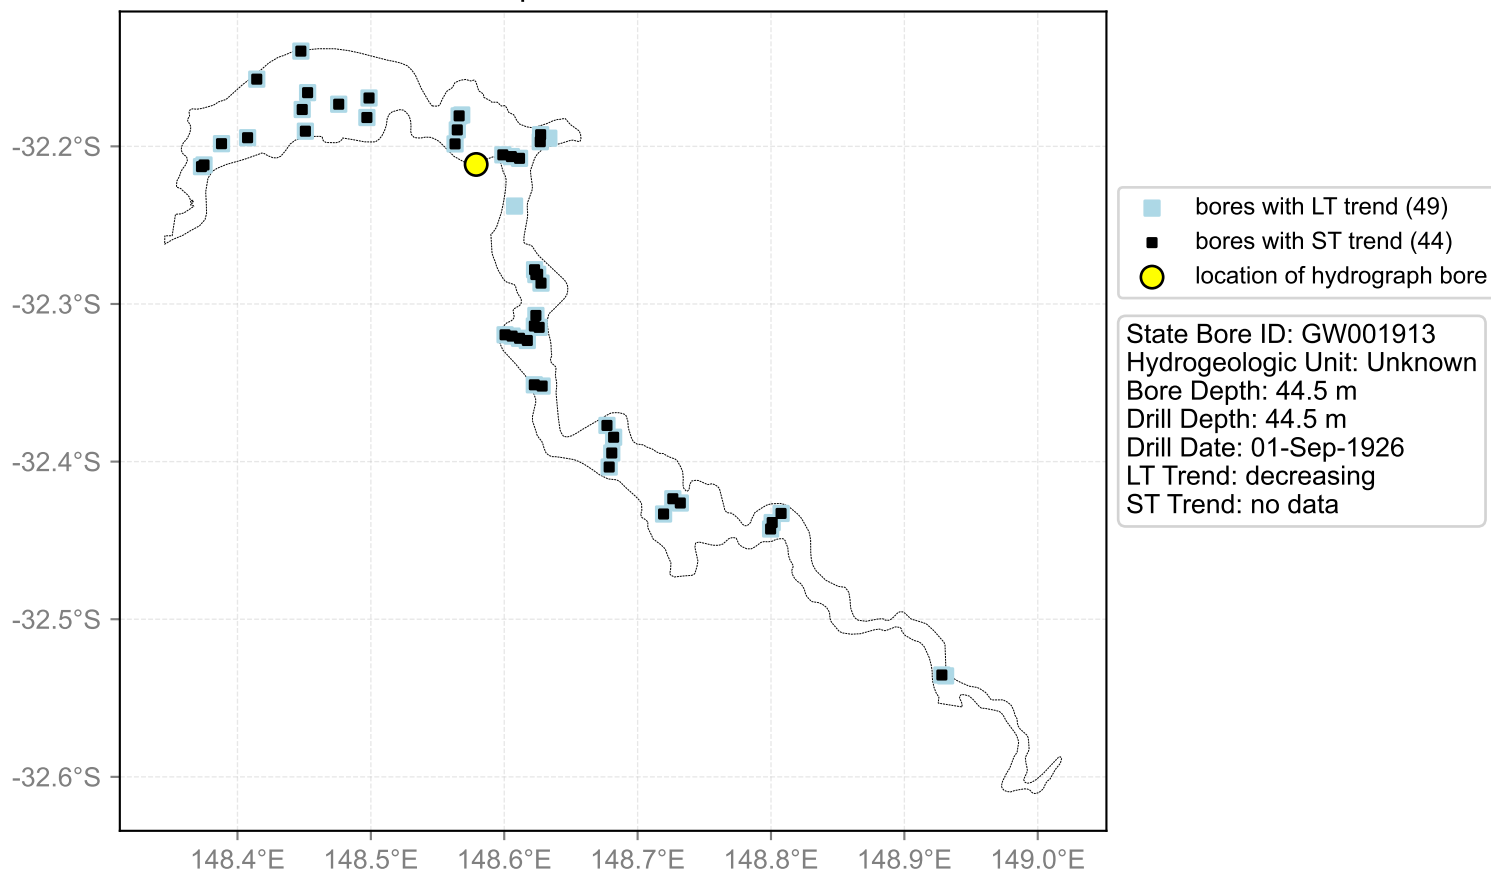 -32.2°S
-32.3°S
-32.4°S
-32.5°S
-32.6°S
148.4°E 148.5°E 148.6°E 148.7°E 148.8°E 148.9°E 149.0°E
bores with LT trend (49)
bores with ST trend (44)
location of hydrograph bore
State Bore ID: GW001913
Hydrogeologic Unit: Unknown
Bore Depth: 44.5 m
Drill Depth: 44.5 m
Drill Date: 01-Sep-1926
LT Trend: decreasing
ST Trend: no data